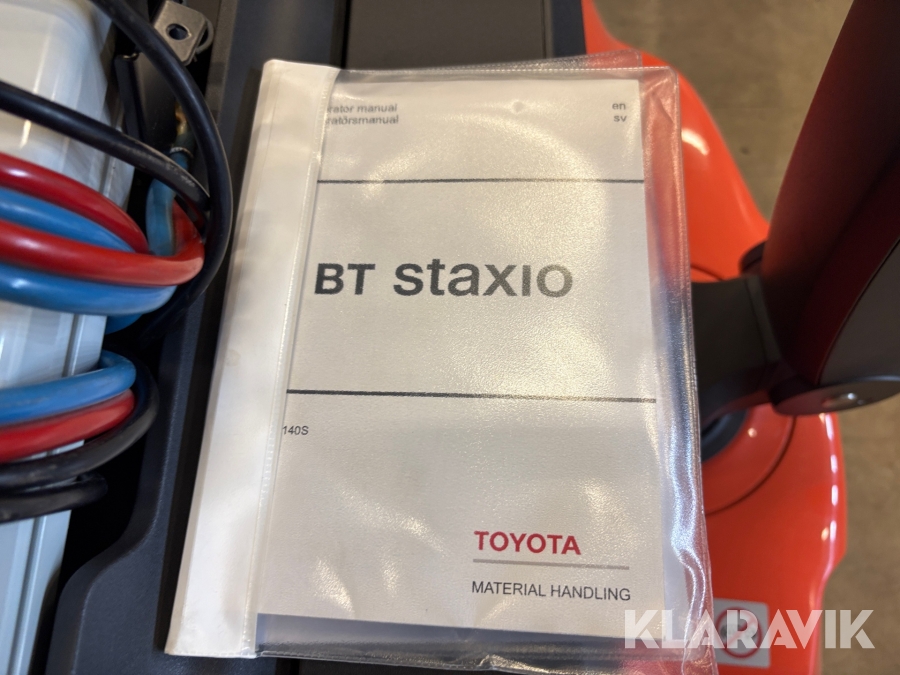 rator manual
ratörsmanual
en
sv
BT staxio
140S
TOYOTA
MATERIAL HANDLING
KLARAVIK